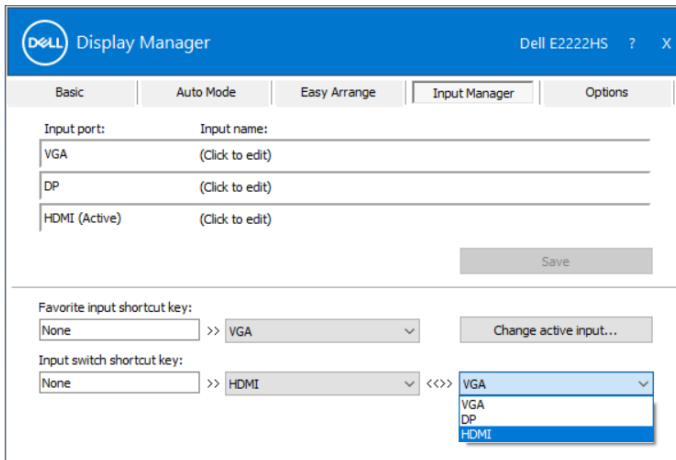 DELL Display Manager Dell E2222HS ? X
Basic Auto Mode Easy Arrange Input Manager Options
Input port: Input name:
VGA (Click to edit)
DP (Click to edit)
HDMI (Active) (Click to edit)
Save
Favorite input shortcut key:
None >> VGA Change active input...
Input switch shortcut key:
None >> HDMI <<>> VGA
VGA
DP
HDMI